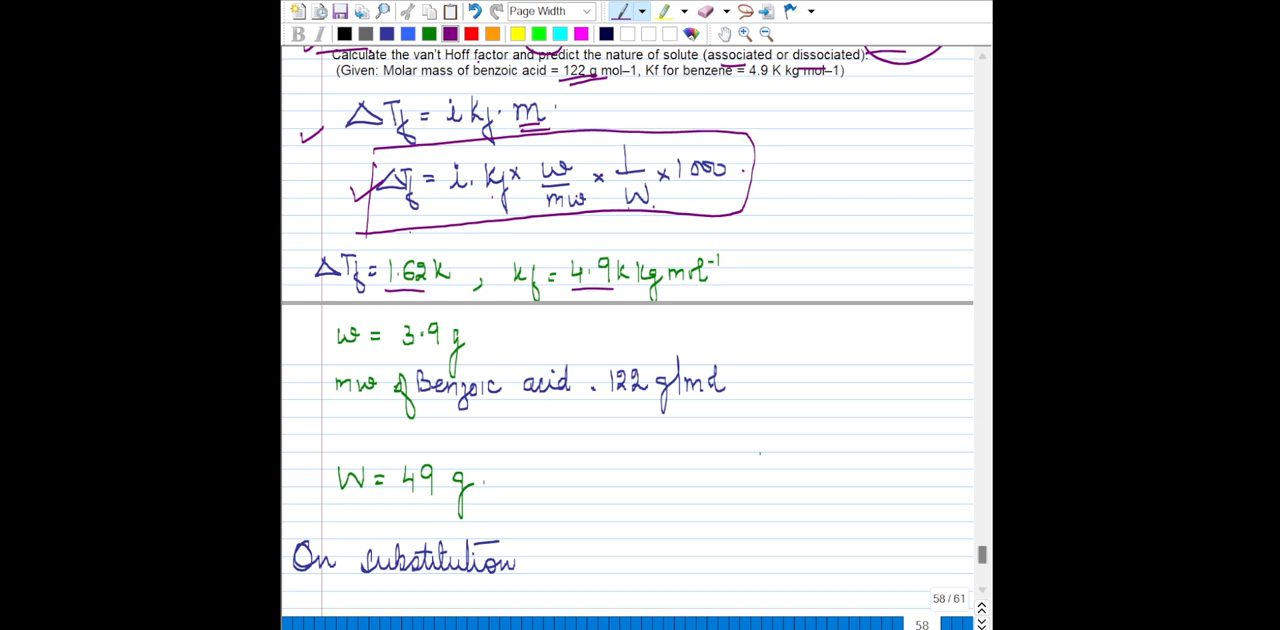 Page Width
B I
Calculate the van't Hoff factor and predict the nature of solute (associated or dissociated).
(Given: Molar mass of benzoic acid = 122 g mol–1, Kf for benzene = 4.9 K kg mol–1)
ΔTf = i kf. m
ΔTf = i. kf × w/mw × 1/W × 1000.
ΔTf = 1.62 k , kf = 4.9 k kg mol⁻¹
w = 3.9 g
mw of Benzoic acid . 122 g/mol
W = 49 g.
On substitution
58 / 61
58